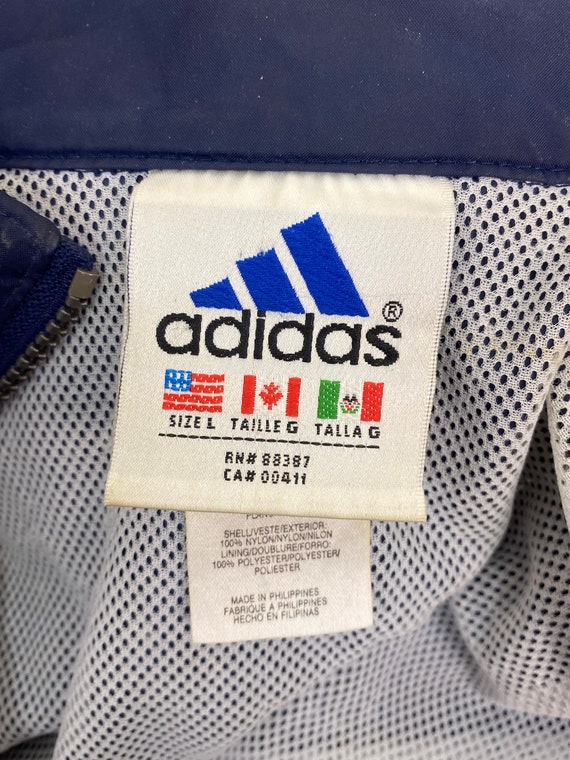 adidas®
SIZE L TAILLE G TALLA G
RN# 88387
CA# 00411
SHELL/VESTE/EXTERIOR:
100% NYLON/NYLON/NILON
LINING/DOUBLURE/FORRO:
100% POLYESTER/POLYESTER/
POLIESTER
MADE IN PHILIPPINES
FABRIQUE A PHILIPPINES
HECHO EN FILIPINAS